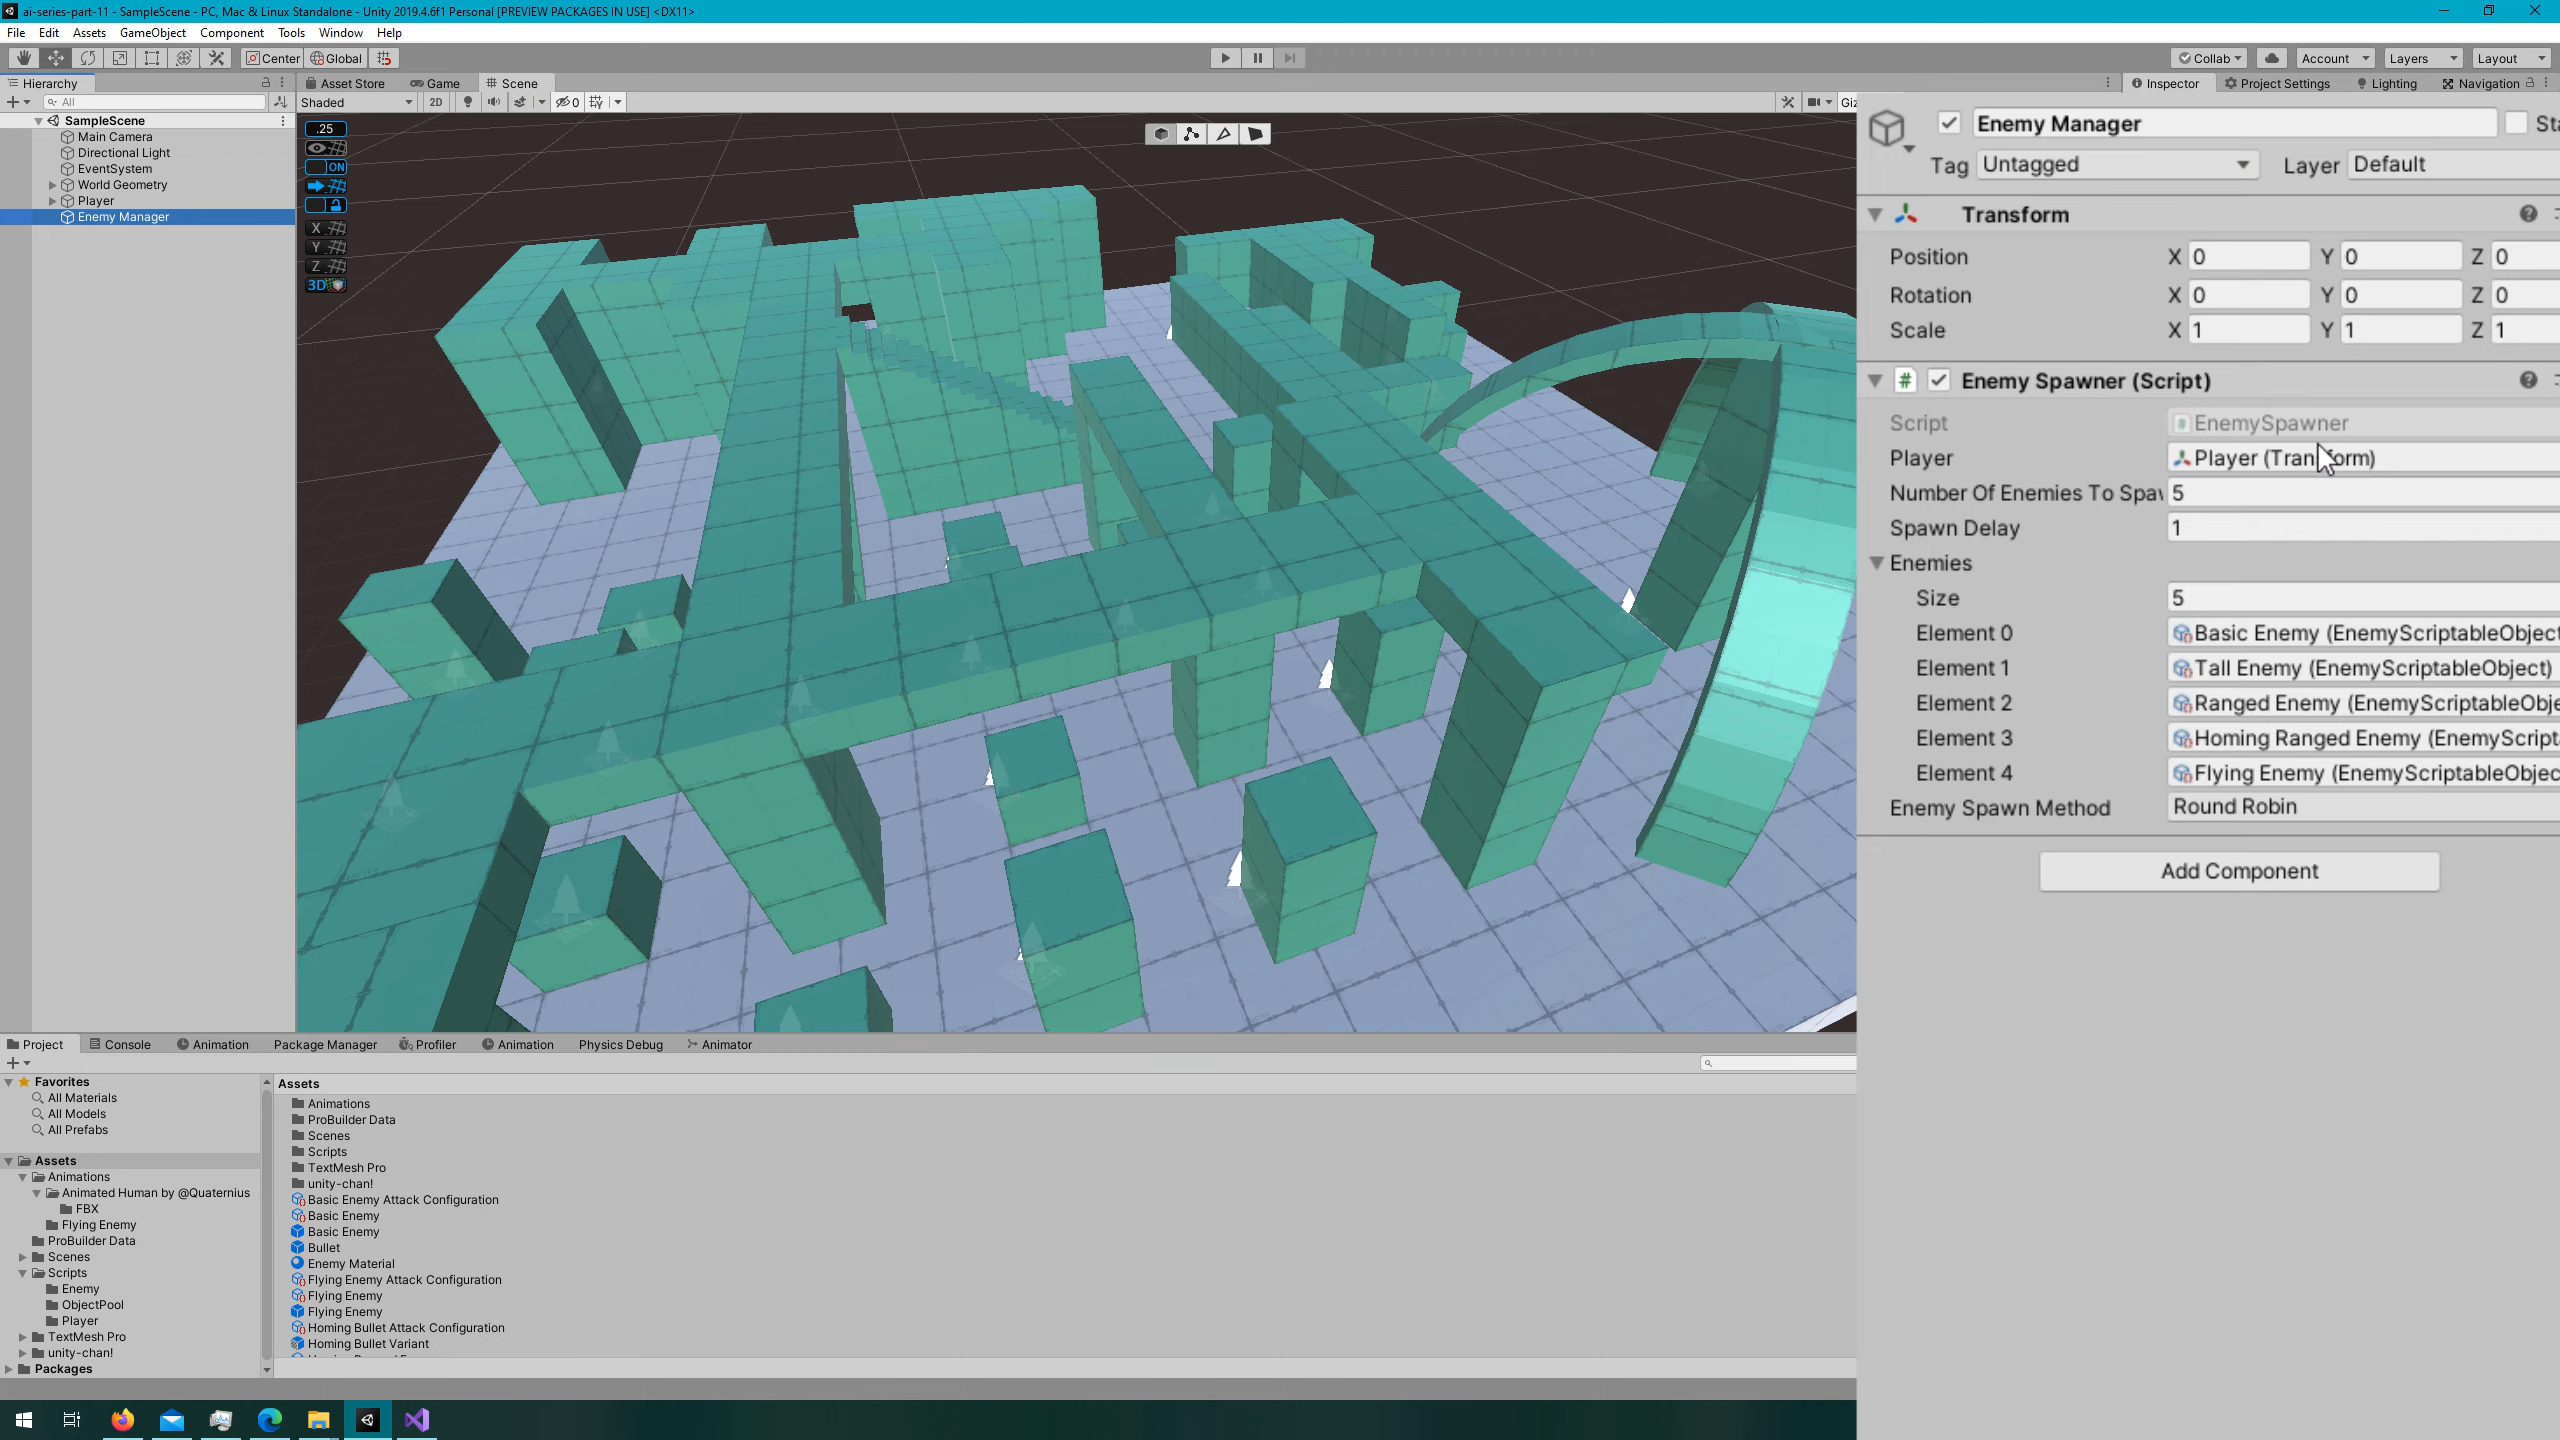 ai-series-part-11 - SampleScene - PC, Mac & Linux Standalone - Unity 2019.4.6f1 Personal [PREVIEW PACKAGES IN USE] <DX11>
File Edit Assets GameObject Component Tools Window Help
Center Global Collab Account Layers Layout
Hierarchy Asset Store Game Scene Inspector Project Settings Lighting Navigation
All Shaded 2D 0 Giz
SampleScene
Main Camera
Directional Light
EventSystem
World Geometry
Player
Enemy Manager
.25
ON
X
Y
Z
3D
Enemy Manager Sta
Tag Untagged Layer Default
Transform
Position X 0 Y 0 Z 0
Rotation X 0 Y 0 Z 0
Scale X 1 Y 1 Z 1
# Enemy Spawner (Script)
Script # EnemySpawner
Player Player (Transform)
Number Of Enemies To Spaw 5
Spawn Delay 1
Enemies
Size 5
Element 0 Basic Enemy (EnemyScriptableObject
Element 1 Tall Enemy (EnemyScriptableObject)
Element 2 Ranged Enemy (EnemyScriptableObje
Element 3 Homing Ranged Enemy (EnemyScripta
Element 4 Flying Enemy (EnemyScriptableObjec
Enemy Spawn Method Round Robin
Add Component
Project Console Animation Package Manager Profiler Animation Physics Debug Animator
Favorites
All Materials
All Models
All Prefabs
Assets
Animations
Animated Human by @Quaternius
FBX
Flying Enemy
ProBuilder Data
Scenes
Scripts
Enemy
ObjectPool
Player
TextMesh Pro
unity-chan!
Packages
Assets
Animations
ProBuilder Data
Scenes
Scripts
TextMesh Pro
unity-chan!
Basic Enemy Attack Configuration
Basic Enemy
Basic Enemy
Bullet
Enemy Material
Flying Enemy Attack Configuration
Flying Enemy
Flying Enemy
Homing Bullet Attack Configuration
Homing Bullet Variant